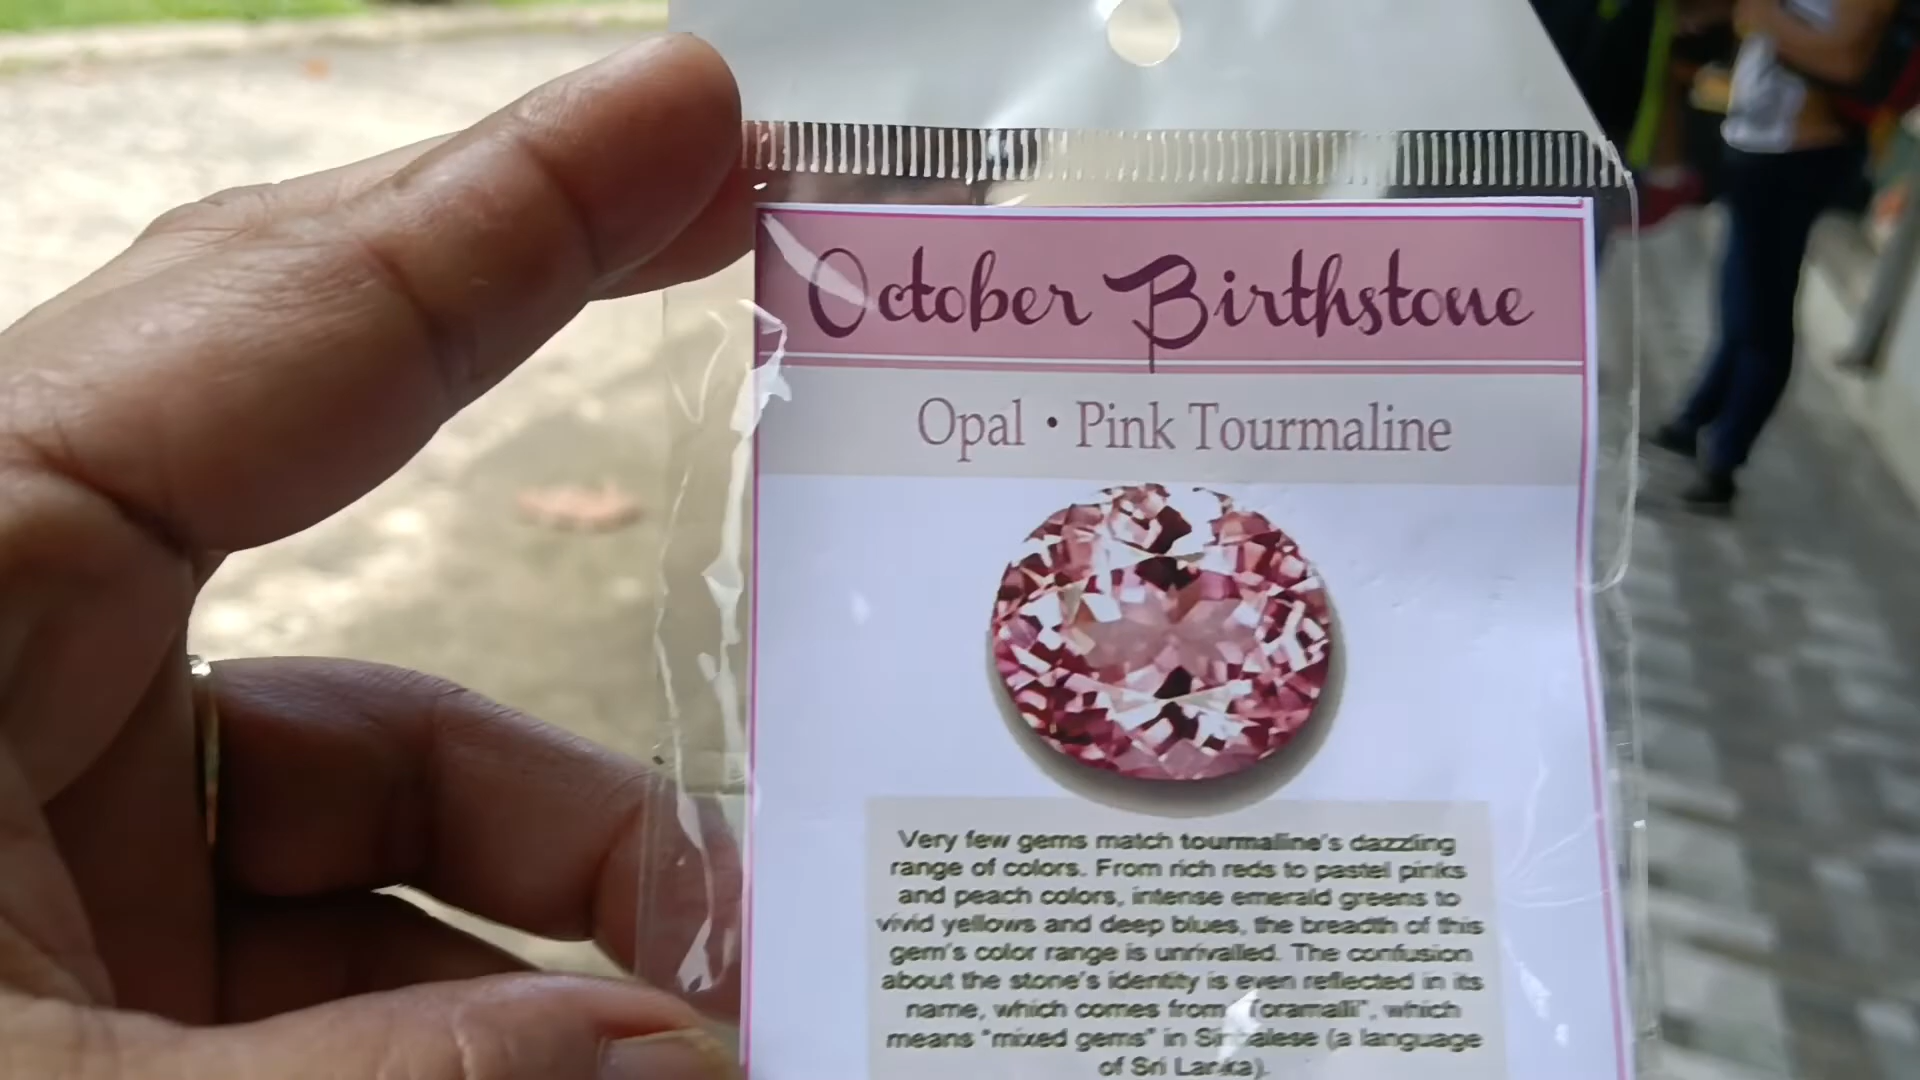 October Birthstone
Opal • Pink Tourmaline
Very few gems match tourmaline's dazzling
range of colors. From rich reds to pastel pinks
and peach colors, intense emerald greens to
vivid yellows and deep blues, the breadth of this
gem's color range is unrivalled. The confusion
about the stone's identity is even reflected in its
name, which comes from which
means "mixed gems" in (a language
of Sri Lanka).